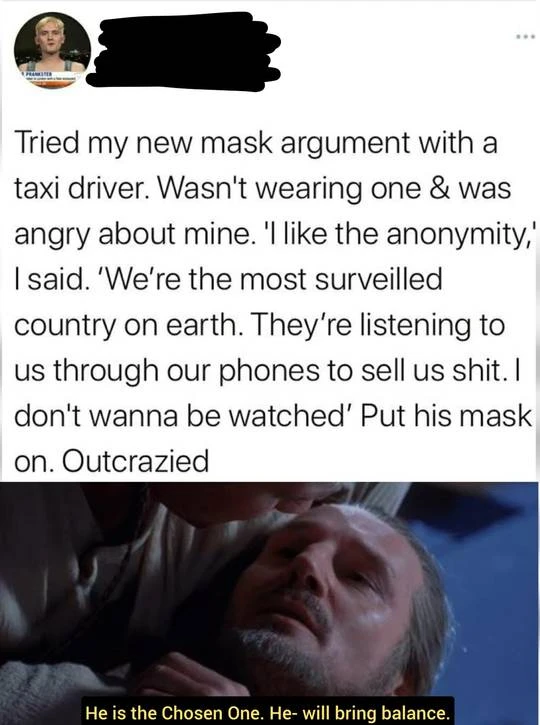 PRANKSTER
Tried my new mask argument with a
taxi driver. Wasn't wearing one & was
angry about mine. 'I like the anonymity,'
I said. 'We're the most surveilled
country on earth. They're listening to
us through our phones to sell us shit. I
don't wanna be watched' Put his mask
on. Outcrazied
He is the Chosen One. He- will bring balance.